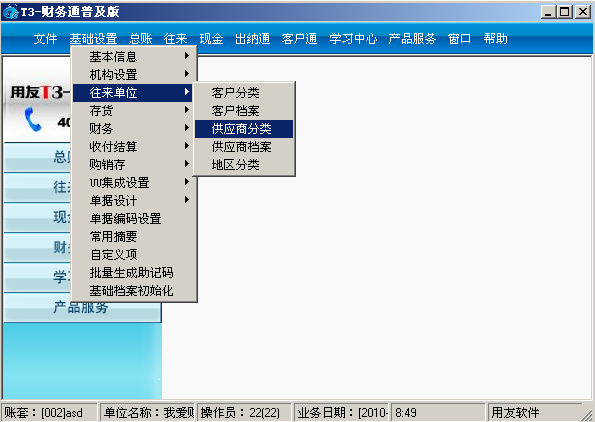 T3-财务通普及版
文件 基础设置 总账 往来 现金 出纳通 客户通 学习中心 产品服务 窗口 帮助
基本信息
机构设置
往来单位
存货
财务
收付结算
购销存
UU集成设置
单据设计
单据编码设置
常用摘要
自定义项
批量生成助记码
基础档案初始化
客户分类
客户档案
供应商分类
供应商档案
地区分类
用友T3-
40
总
往
现
财
学
产品服务
账套：[002]asd 单位名称：我爱财 操作员：22(22) 业务日期：[2010- 8:49 用友软件